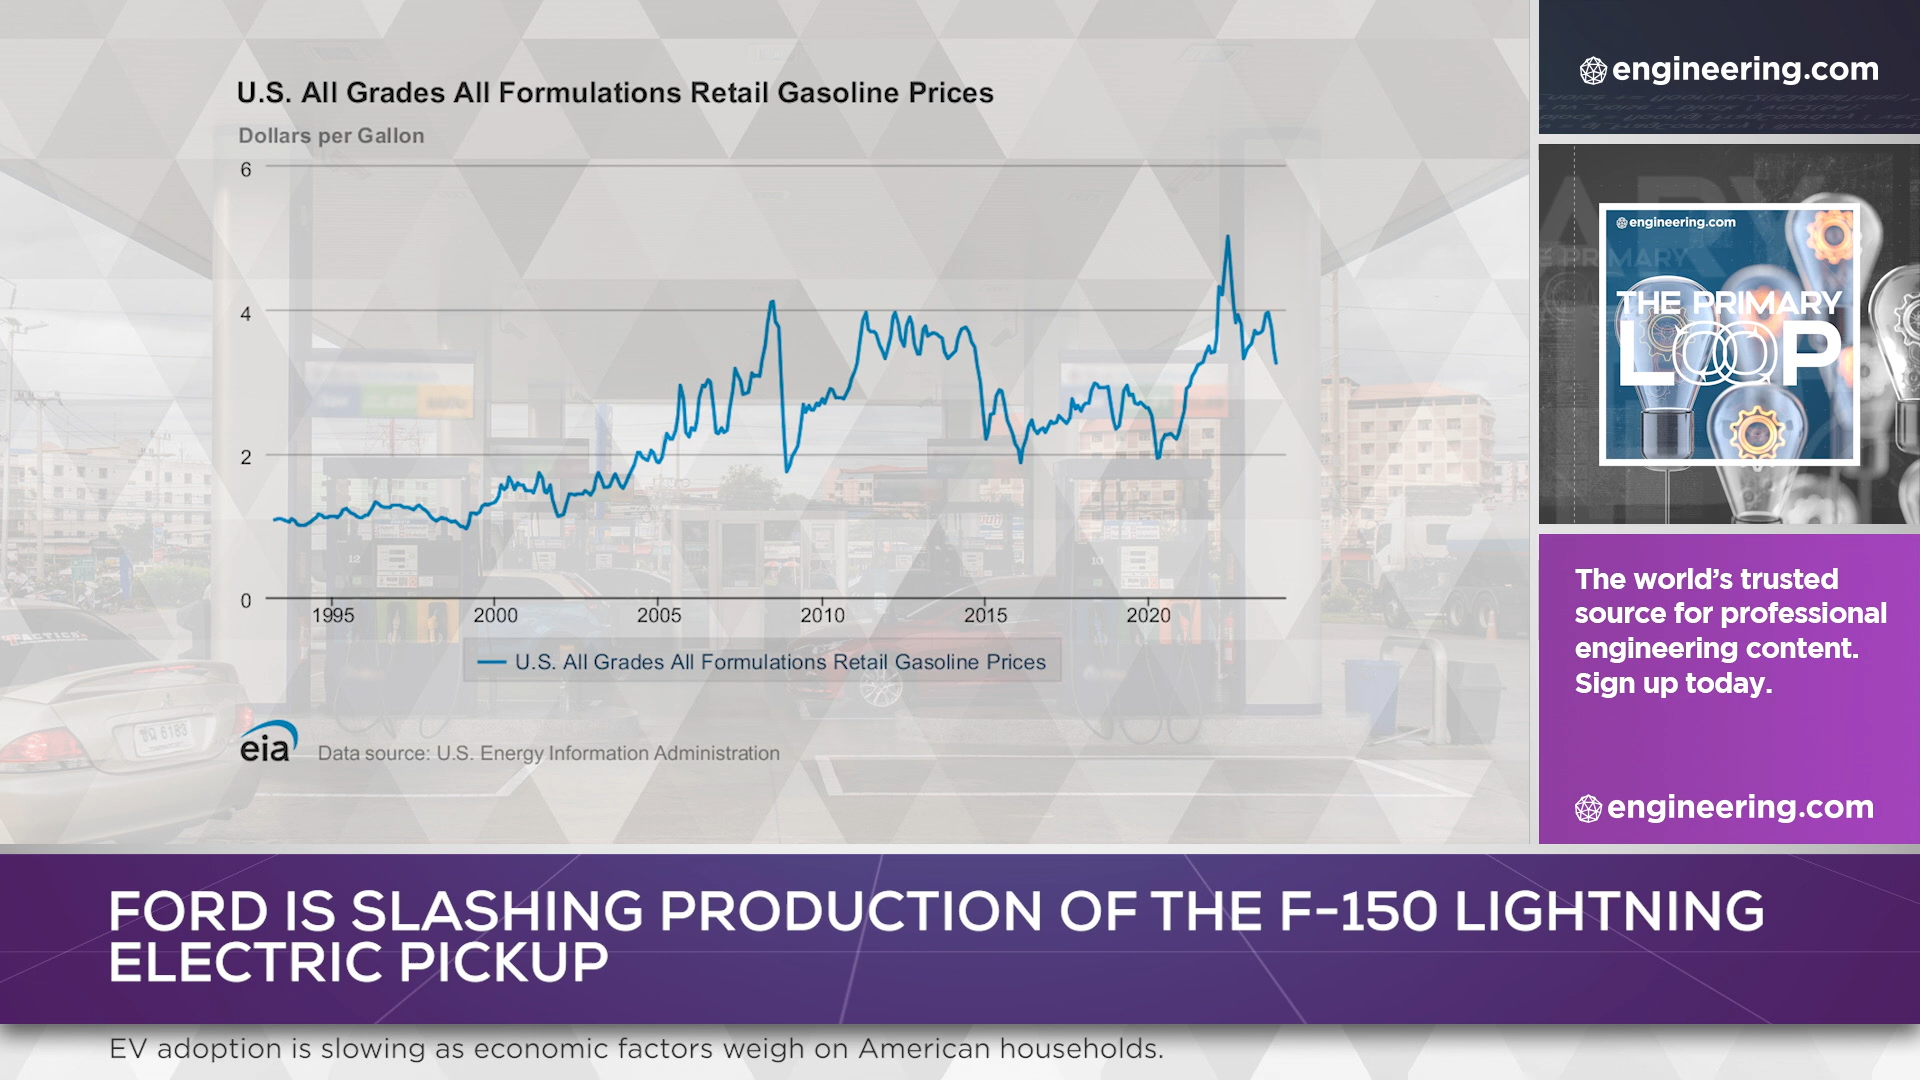 U.S. All Grades All Formulations Retail Gasoline Prices
Dollars per Gallon
6
4
2
0
1995
2000
2005
2010
2015
2020
U.S. All Grades All Formulations Retail Gasoline Prices
eia
Data source: U.S. Energy Information Administration
engineering.com
engineering.com
THE PRIMARY
LOOP
The world's trusted
source for professional
engineering content.
Sign up today.
engineering.com
FORD IS SLASHING PRODUCTION OF THE F-150 LIGHTNING
ELECTRIC PICKUP
EV adoption is slowing as economic factors weigh on American households.